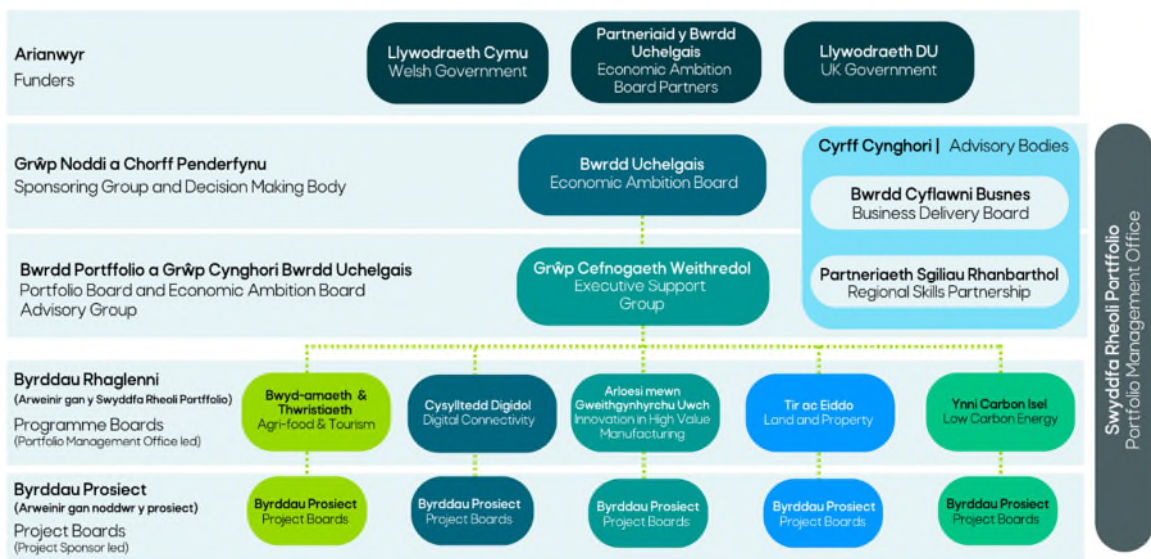 Arianwyr
Funders
Llywodraeth Cymu
Welsh Government
Partneriaid y Bwrdd
Uchelgais
Economic Ambition
Board Partners
Llywodraeth DU
UK Government
Grŵp Noddi a Chorff Penderfynu
Sponsoring Group and Decision Making Body
Bwrdd Uchelgais
Economic Ambition Board
Cyrff Cynghori | Advisory Bodies
Bwrdd Cyflawni Busnes
Business Delivery Board
Partneriaeth Sgiliau Rhanbarthol
Regional Skills Partnership
Bwrdd Portffolio a Grŵp Cynghori Bwrdd Uchelgais
Portfolio Board and Economic Ambition Board
Advisory Group
Grŵp Cefnogaeth Weithredol
Executive Support
Group
Byrddau Rhaglenni
(Arweinir gan y Swyddfa Rheoli Portffolio)
Programme Boards
(Portfolio Management Office led)
Bwyd-amaeth &
Thwristiaeth
Agri-food & Tourism
Cysylltedd Digidol
Digital Connectivity
Arloesi mewn
Gweithgynhyrchu Uwch
Innovation in High Value
Manufacturing
Tir ac Eiddo
Land and Property
Ynni Carbon Isel
Low Carbon Energy
Byrddau Prosiect
(Arweinir gan noddwr y prosiect)
Project Boards
(Project Sponsor led)
Byrddau Prosiect
Project Boards
Byrddau Prosiect
Project Boards
Byrddau Prosiect
Project Boards
Byrddau Prosiect
Project Boards
Byrddau Prosiect
Project Boards
Swyddfa Rheoli Portffolio
Portfolio Management Office